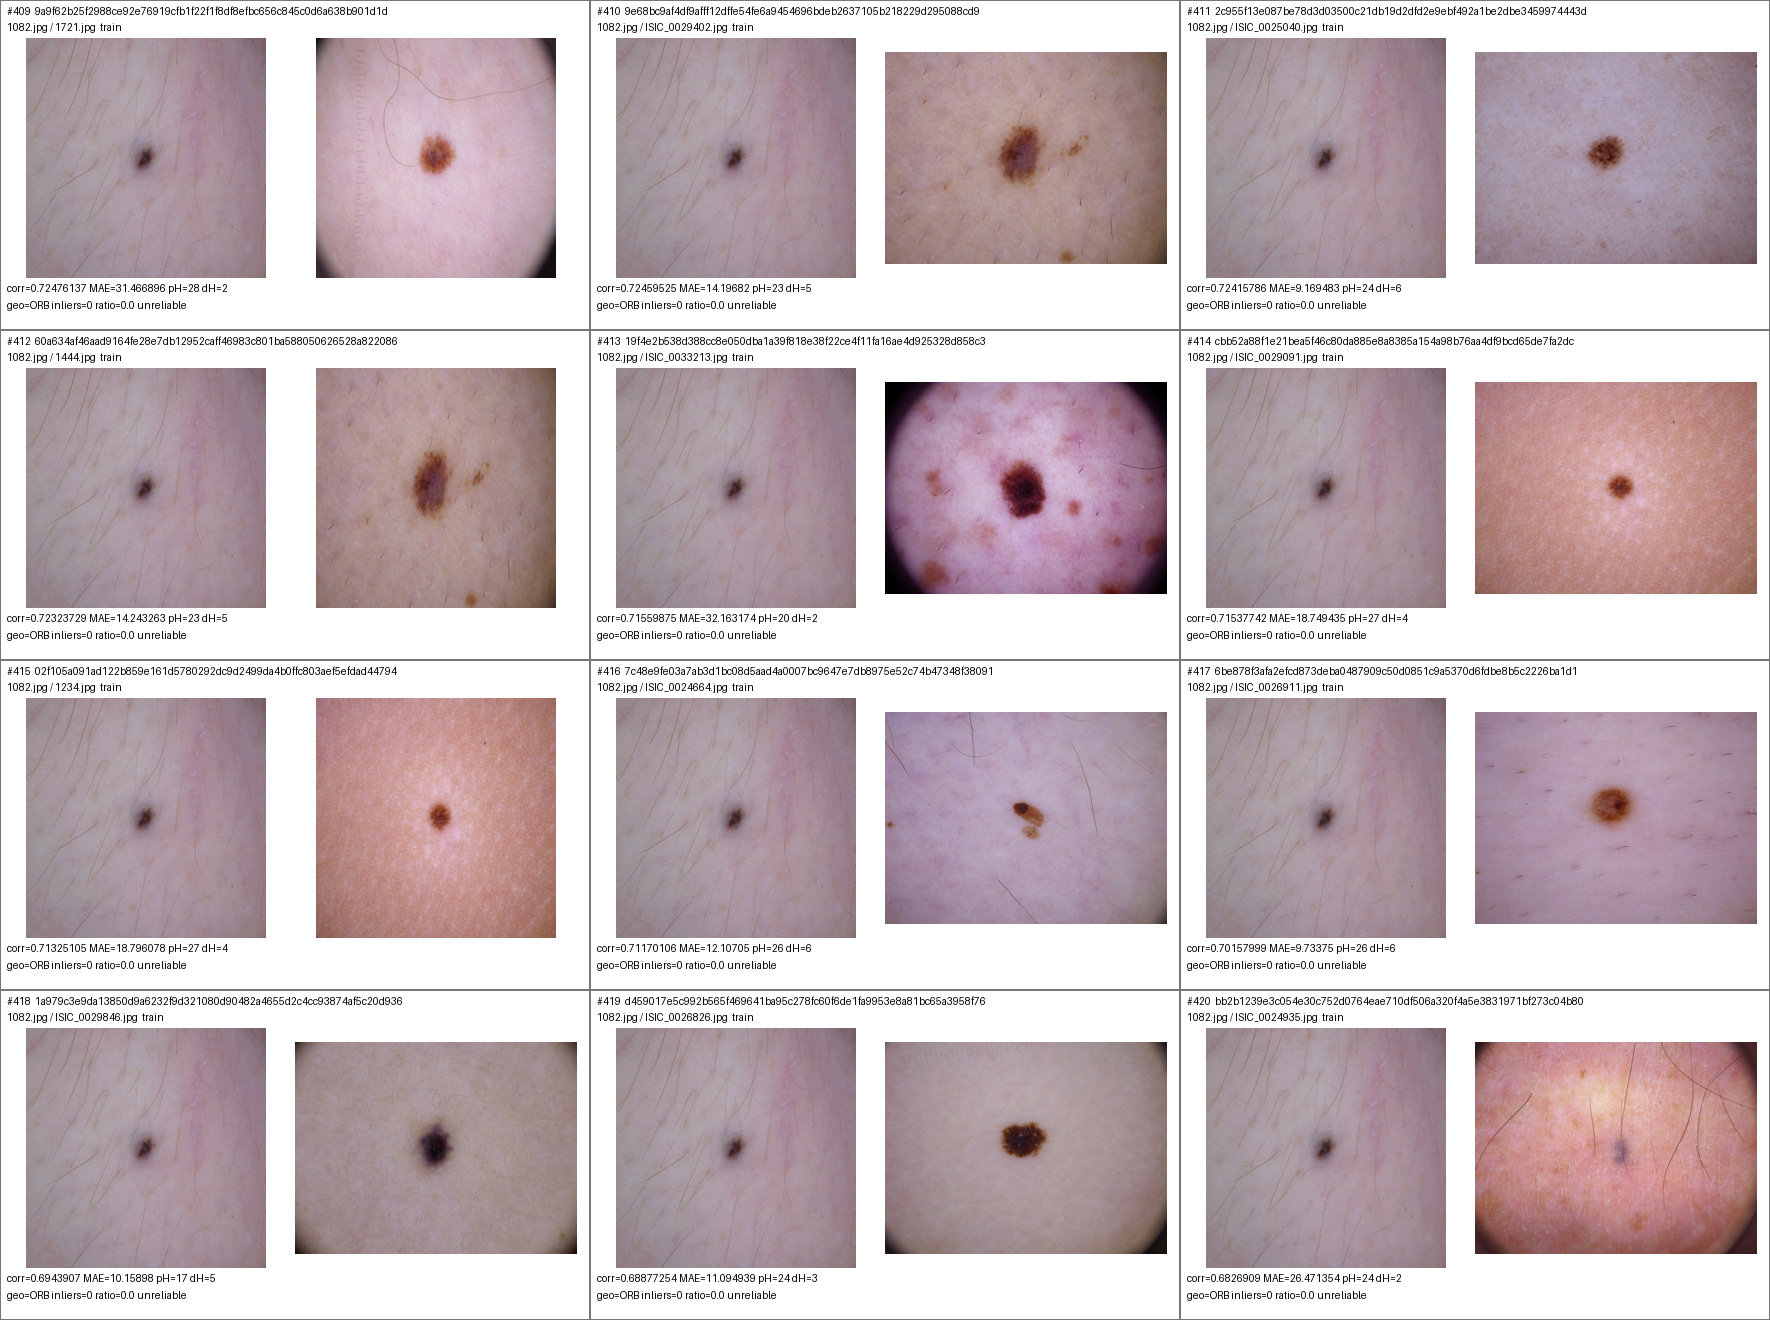 #409 9a9f62b25f2988ce92e76919cfb1f22f1f8df8efbc656c845c0d6a638b901d1d
1082.jpg / 1721.jpg train
corr=0.72476137 MAE=31.466896 pH=28 dH=2
geo=ORB inliers=0 ratio=0.0 unreliable
#410 9e68bc9af4df9afff12dffe54fe6a9454696bdeb2637105b218229d295088cd9
1082.jpg / ISIC_0029402.jpg train
corr=0.72459525 MAE=14.19682 pH=23 dH=5
geo=ORB inliers=0 ratio=0.0 unreliable
#411 2c955f13e087be78d3d03500c21db19d2dfd2e9ebf492a1be2dbe3459974443d
1082.jpg / ISIC_0025040.jpg train
corr=0.72415786 MAE=9.169483 pH=24 dH=6
geo=ORB inliers=0 ratio=0.0 unreliable
#412 60a634af46aad9164fe28e7db12952caff46983c801ba588050626528a822086
1082.jpg / 1444.jpg train
corr=0.72323729 MAE=14.243263 pH=23 dH=5
geo=ORB inliers=0 ratio=0.0 unreliable
#413 19f4e2b538d388cc8e050dba1a39f818e38f22ce4f11fa16ae4d925328d858c3
1082.jpg / ISIC_0033213.jpg train
corr=0.71559875 MAE=32.163174 pH=20 dH=2
geo=ORB inliers=0 ratio=0.0 unreliable
#414 cbb52a88f1e21bea5f46c80da885e8a8385a154a98b76aa4df9bcd65de7fa2dc
1082.jpg / ISIC_0029091.jpg train
corr=0.71537742 MAE=18.749435 pH=27 dH=4
geo=ORB inliers=0 ratio=0.0 unreliable
#415 02f105a091ad122b859e161d5780292dc9d2499da4b0ffc803aef5efdad44794
1082.jpg / 1234.jpg train
corr=0.71325105 MAE=18.796078 pH=27 dH=4
geo=ORB inliers=0 ratio=0.0 unreliable
#416 7c48e9fe03a7ab3d1bc08d5aad4a0007bc9647e7db8975e52c74b47348f38091
1082.jpg / ISIC_0024664.jpg train
corr=0.71170106 MAE=12.10705 pH=26 dH=6
geo=ORB inliers=0 ratio=0.0 unreliable
#417 6be878f3afa2efcd873deba0487909c50d0851c9a5370d6fdbe8b5c2226ba1d1
1082.jpg / ISIC_0026911.jpg train
corr=0.70157999 MAE=9.73375 pH=26 dH=6
geo=ORB inliers=0 ratio=0.0 unreliable
#418 1a979c3e9da13850d9a6232f9d321080d90482a4655d2c4cc93874af5c20d936
1082.jpg / ISIC_0029846.jpg train
corr=0.6943907 MAE=10.15898 pH=17 dH=5
geo=ORB inliers=0 ratio=0.0 unreliable
#419 d459017e5c992b565f469641ba95c278fc60f6de1fa9953e8a81bc65a3958f76
1082.jpg / ISIC_0026826.jpg train
corr=0.68877254 MAE=11.094939 pH=24 dH=3
geo=ORB inliers=0 ratio=0.0 unreliable
#420 bb2b1239e3c054e30c752d0764eae710df506a320f4a5e3831971bf273c04b80
1082.jpg / ISIC_0024935.jpg train
corr=0.6826909 MAE=26.471354 pH=24 dH=2
geo=ORB inliers=0 ratio=0.0 unreliable